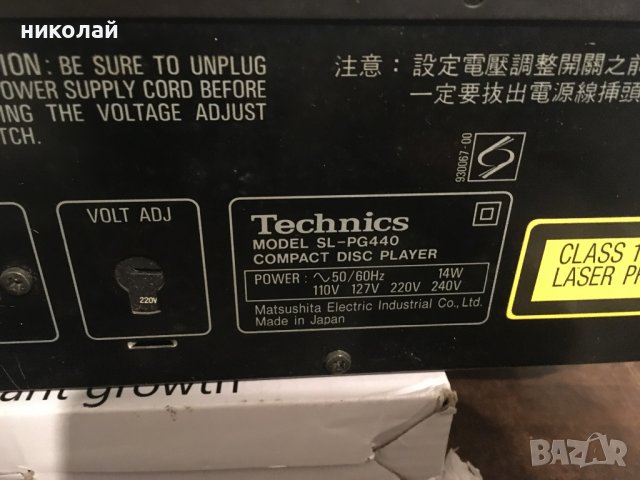 николай
ION: BE SURE TO UNPLUG
OWER SUPPLY CORD BEFORE
ING THE VOLTAGE ADJUST
TCH.
注意：設定電壓調整開關之前
一定要拔出電源線挿頭
930067-00
VOLT ADJ
220V
Technics
MODEL SL-PG440
COMPACT DISC PLAYER
POWER : ∿50/60Hz 14W
110V 127V 220V 240V
Matsushita Electric Industrial Co., Ltd.
Made in Japan
CLASS 1
LASER PR
ant growth
bazar.bg